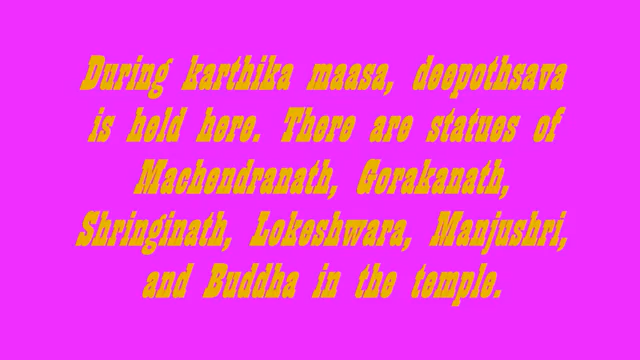 During karthika maasa, deepothsava
is held here. There are statues of
Machendranath, Gorakanath,
Shringinath, Lokeshwara, Manjushri,
and Buddha in the temple.